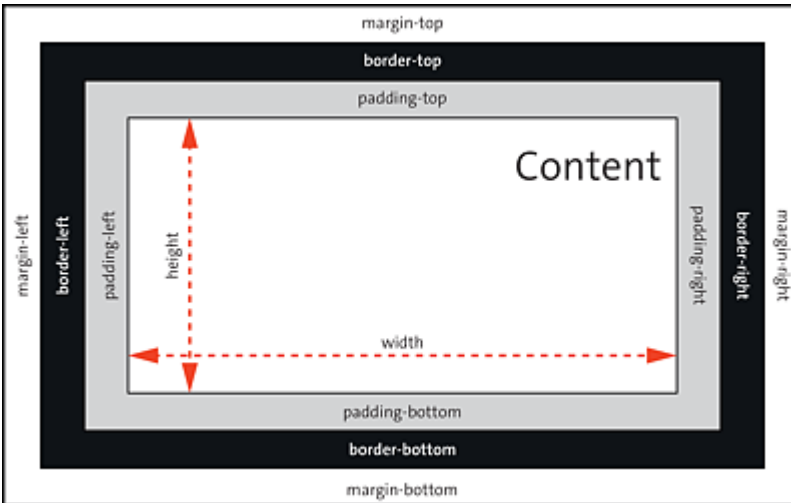 margin-top
border-top
padding-top
Content
margin-left
border-left
padding-left
height
width
padding-right
border-right
margin-right
padding-bottom
border-bottom
margin-bottom